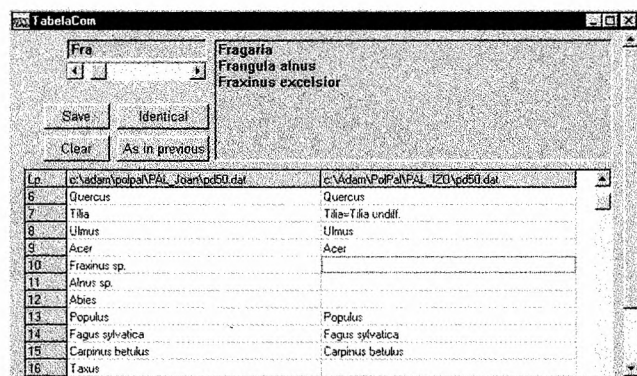 TabelaCom
Fra
Fragaria
Frangula alnus
Fraxinus excelsior
Save Identical
Clear As in previous
Lp. c:\adam\polpal\PAL_Joan\pd50.dat c:\Adam\PolPal\PAL_IZO\pd50.dat
6 Quercus Quercus
7 Tilia Tilia=Tilia undiff.
8 Ulmus Ulmus
9 Acer Acer
10 Fraxinus sp.
11 Alnus sp.
12 Abies
13 Populus Populus
14 Fagus sylvatica Fagus sylvatica
15 Carpinus betulus Carpinus betulus
16 Taxus